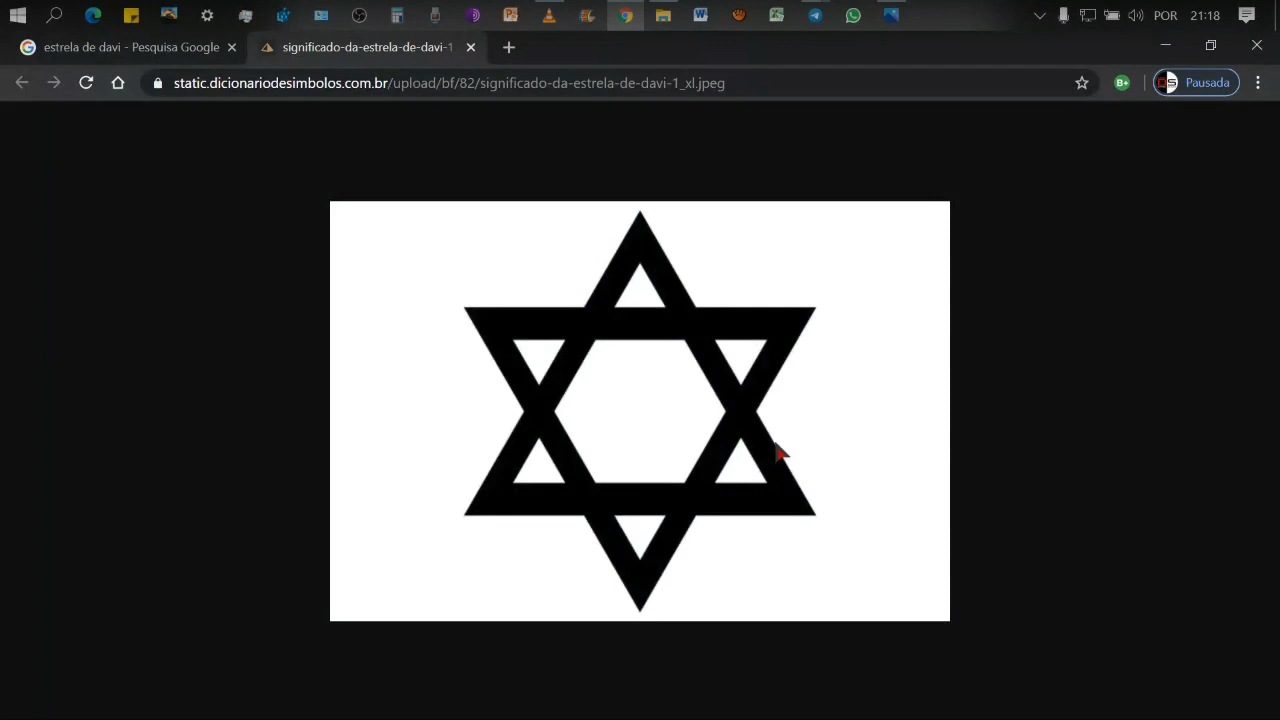 POR 21:18
estrela de davi - Pesquisa Google
significado-da-estrela-de-davi-1
static.dicionariodesimbolos.com.br/upload/bf/82/significado-da-estrela-de-davi-1_xl.jpeg
B+
Pausada